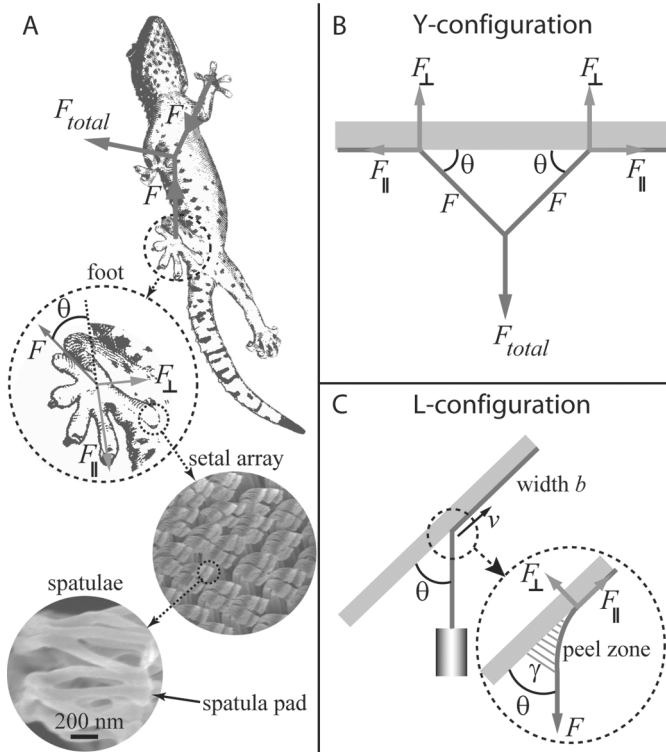 A
F_total
F
F
foot
θ
F
F⊥
F∥
setal array
spatulae
200 nm
spatula pad
B Y-configuration
F⊥ F⊥
θ θ
F∥ F∥
F F
F_total
C L-configuration
width b
v
θ
F⊥
F∥
peel zone
γ
θ
F